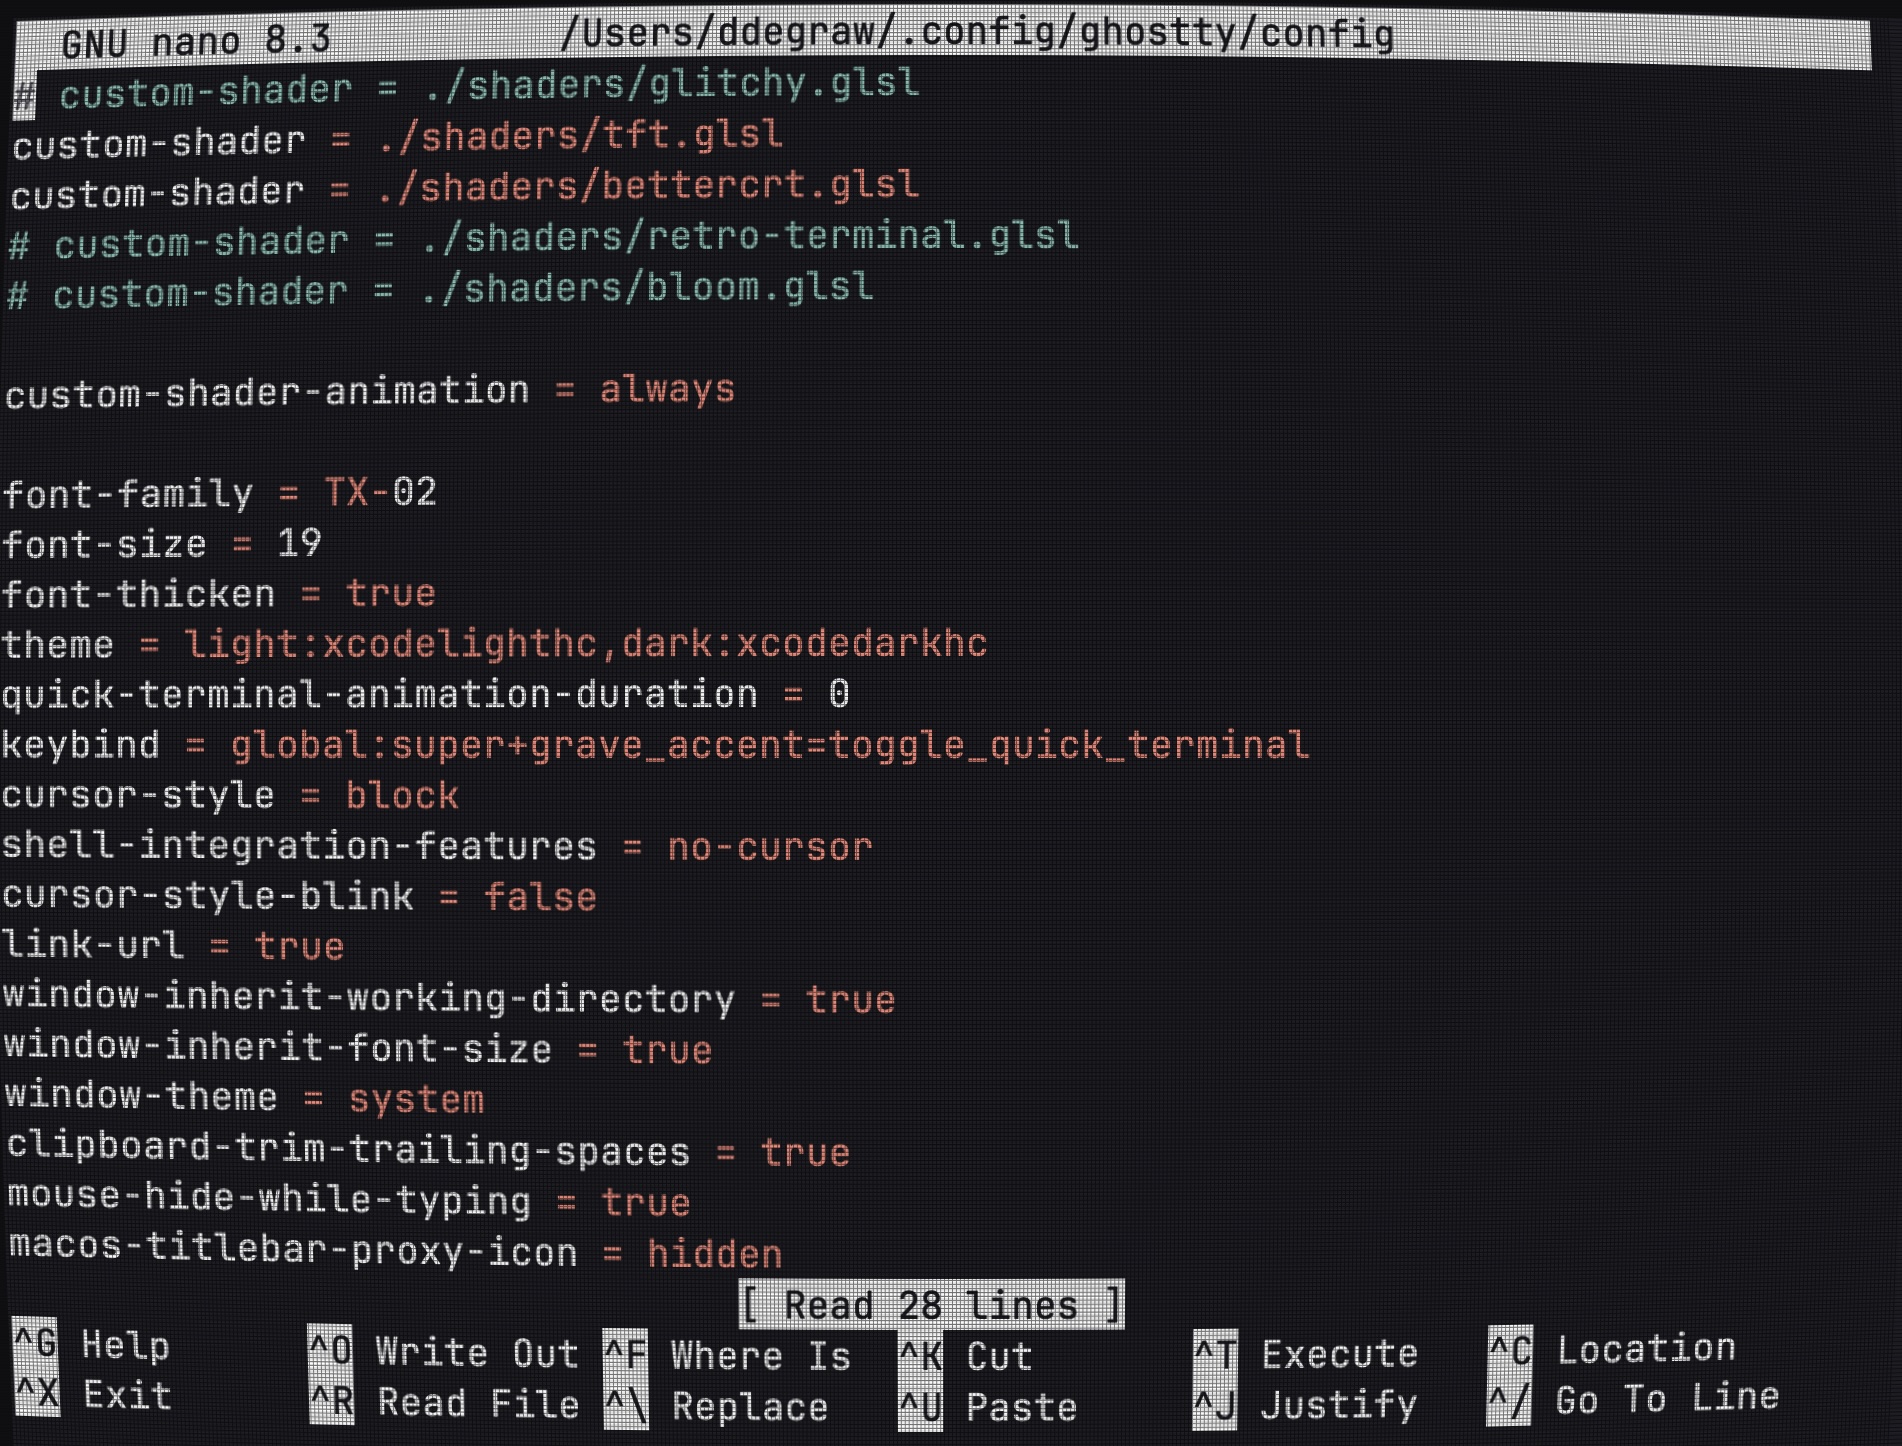 GNU nano 8.3 /Users/ddegraw/.config/ghostty/config
# custom-shader = ./shaders/glitchy.glsl
custom-shader = ./shaders/tft.glsl
custom-shader = ./shaders/bettercrt.glsl
# custom-shader = ./shaders/retro-terminal.glsl
# custom-shader = ./shaders/bloom.glsl
custom-shader-animation = always
font-family = TX-02
font-size = 19
font-thicken = true
theme = light:xcodelighthc,dark:xcodedarkhc
quick-terminal-animation-duration = 0
keybind = global:super+grave_accent=toggle_quick_terminal
cursor-style = block
shell-integration-features = no-cursor
cursor-style-blink = false
link-url = true
window-inherit-working-directory = true
window-inherit-font-size = true
window-theme = system
clipboard-trim-trailing-spaces = true
mouse-hide-while-typing = true
macos-titlebar-proxy-icon = hidden
[ Read 28 lines ]
^G Help ^O Write Out ^F Where Is ^K Cut ^T Execute ^C Location
^X Exit ^R Read File ^\ Replace ^U Paste ^J Justify ^/ Go To Line